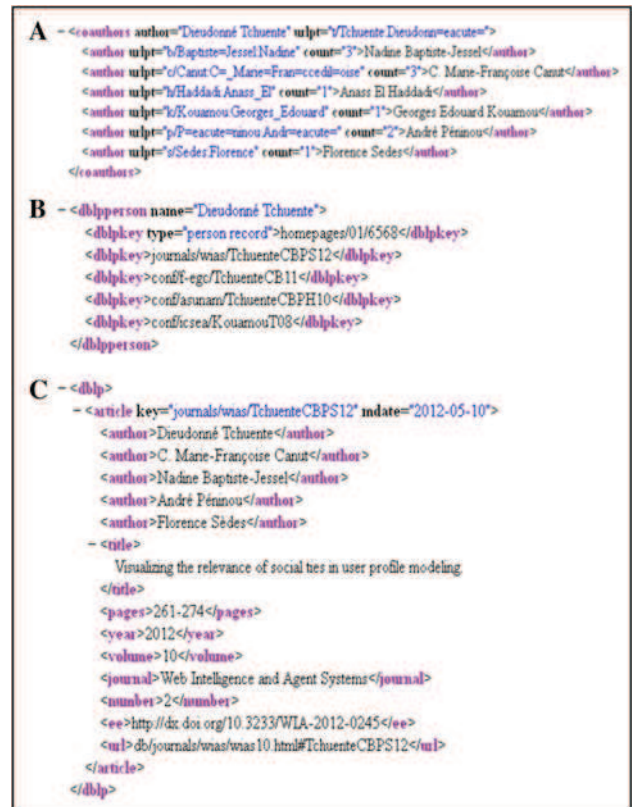 A - <coauthors author="Dieudonné Tchuente" urlpt="t/Tchuente:Dieudonn=eacute=">
<author urlpt="b/Baptiste=Jessel:Nadine" count="3">Nadine Baptiste-Jessel</author>
<author urlpt="c/Canut:C=_Marie=Fran=ccedil=oise" count="3">C. Marie-Françoise Canut</author>
<author urlpt="h/Haddadi:Anass_El" count="1">Anass El Haddadi</author>
<author urlpt="k/Kouamou:Georges_Edouard" count="1">Georges Edouard Kouamou</author>
<author urlpt="p/P=eacute=ninou:Andr=eacute=" count="2">André Péninou</author>
<author urlpt="s/Sedes:Florence" count="1">Florence Sedes</author>
</coauthors>
B - <dblpperson name="Dieudonné Tchuente">
<dblpkey type="person record">homepages/01/6568</dblpkey>
<dblpkey>journals/wias/TchuenteCBPS12</dblpkey>
<dblpkey>conf/f-egc/TchuenteCB11</dblpkey>
<dblpkey>conf/asunam/TchuenteCBPH10</dblpkey>
<dblpkey>conf/icsea/KouamouT08</dblpkey>
</dblpperson>
C - <dblp>
- <article key="journals/wias/TchuenteCBPS12" mdate="2012-05-10">
<author>Dieudonné Tchuente</author>
<author>C. Marie-Françoise Canut</author>
<author>Nadine Baptiste-Jessel</author>
<author>André Péninou</author>
<author>Florence Sèdes</author>
- <title>
Visualizing the relevance of social ties in user profile modeling.
</title>
<pages>261-274</pages>
<year>2012</year>
<volume>10</volume>
<journal>Web Intelligence and Agent Systems</journal>
<number>2</number>
<ee>http://dx.doi.org/10.3233/WIA-2012-0245</ee>
<url>db/journals/wias/wias10.html#TchuenteCBPS12</url>
</article>
</dblp>